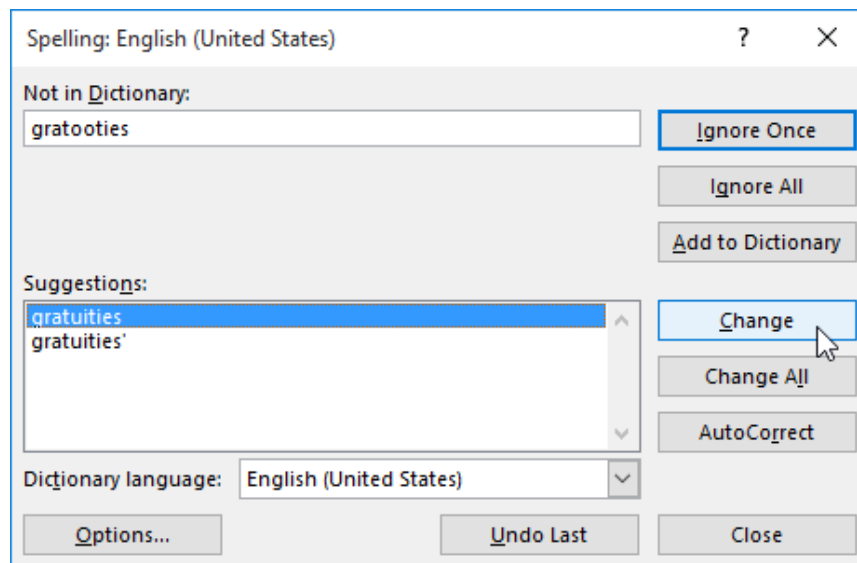 Spelling: English (United States)
?
Not in Dictionary:
gratooties
Ignore Once
Ignore All
Add to Dictionary
Suggestions:
gratuities
gratuities'
Change
Change All
AutoCorrect
Dictionary language: English (United States)
Options... Undo Last Close